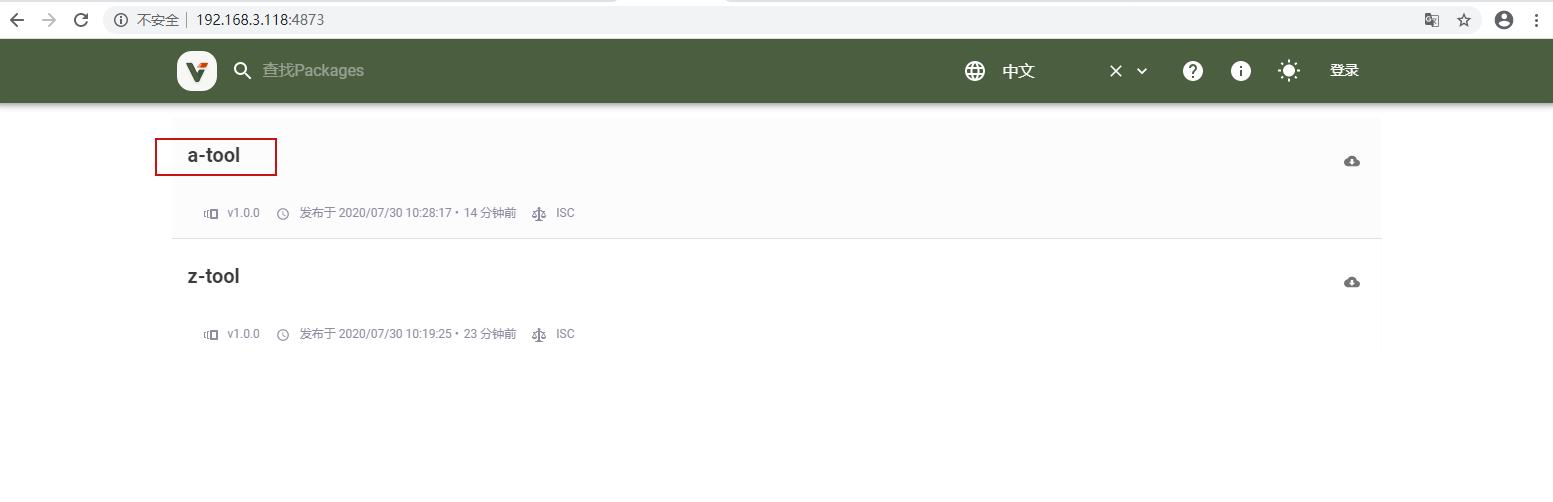 不安全 192.168.3.118:4873
查找Packages 中文 登录
a-tool
v1.0.0 发布于 2020/07/30 10:28:17 • 14 分钟前 ISC
z-tool
v1.0.0 发布于 2020/07/30 10:19:25 • 23 分钟前 ISC